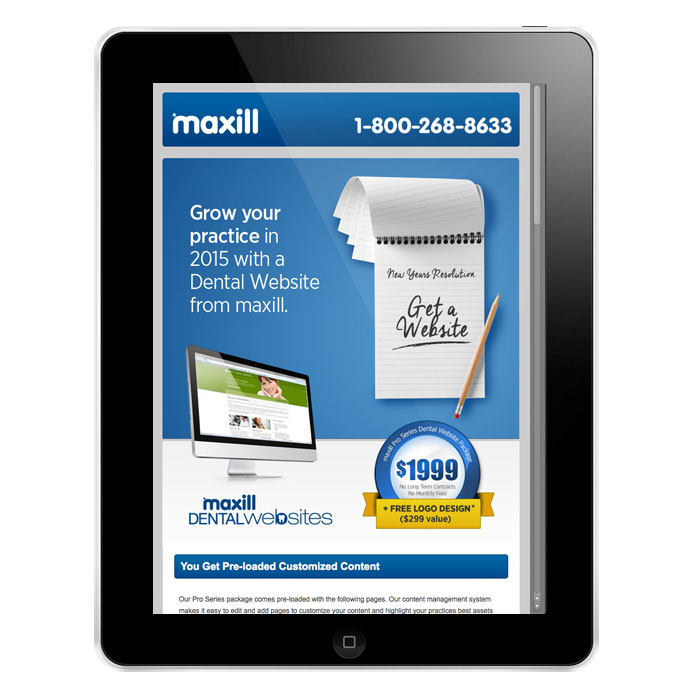 maxill
1-800-268-8633
Grow your
practice in
2015 with a
Dental Website
from maxill.
New Years Resolution
Get a
Website
maxill Pro Series Dental Website Package
$1999
No Long Term Contracts
No Monthly Fees
+ FREE LOGO DESIGN*
($299 value)
maxill
DENTALwebsites
You Get Pre-loaded Customized Content
Our Pro Series package comes pre-loaded with the following pages. Our content management system
makes it easy to edit and add pages to customize your content and highlight your practices best assets